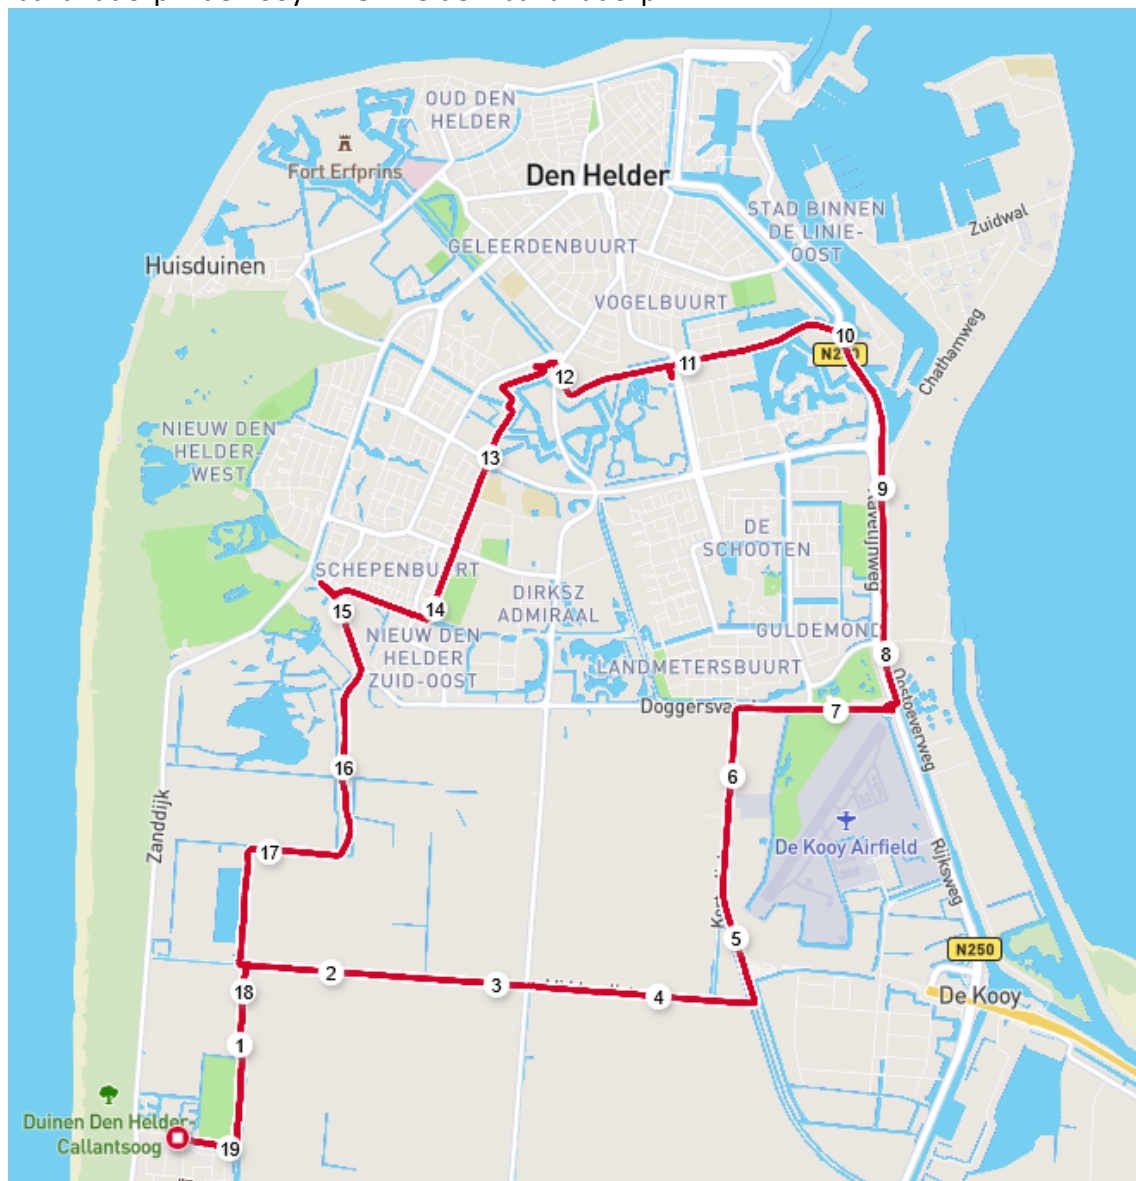 OUD DEN
HELDER
Fort Erfprins
Den Helder
STAD BINNEN
DE LINIE-
OOST
Zuidwal
GELEERDENBUURT
Huisduinen
VOGELBUURT
Chathamweg
10
11
12
NIEUW DEN
HELDER-
WEST
13
9
DE
SCHOOTEN
SCHEPENBUURT
DIRKSZ
ADMIRAAL
14
15
NIEUW DEN
HELDER
ZUID-OOST
GULDEMOND
8
LANDMETERSBUURT
Oostoeverweg
7
6
16
Zanddijk
De Kooy Airfield
Rijksweg
17
5
N250
2
3
4
18
De Kooy
1
Duinen Den Helder-
Callantsoog
19